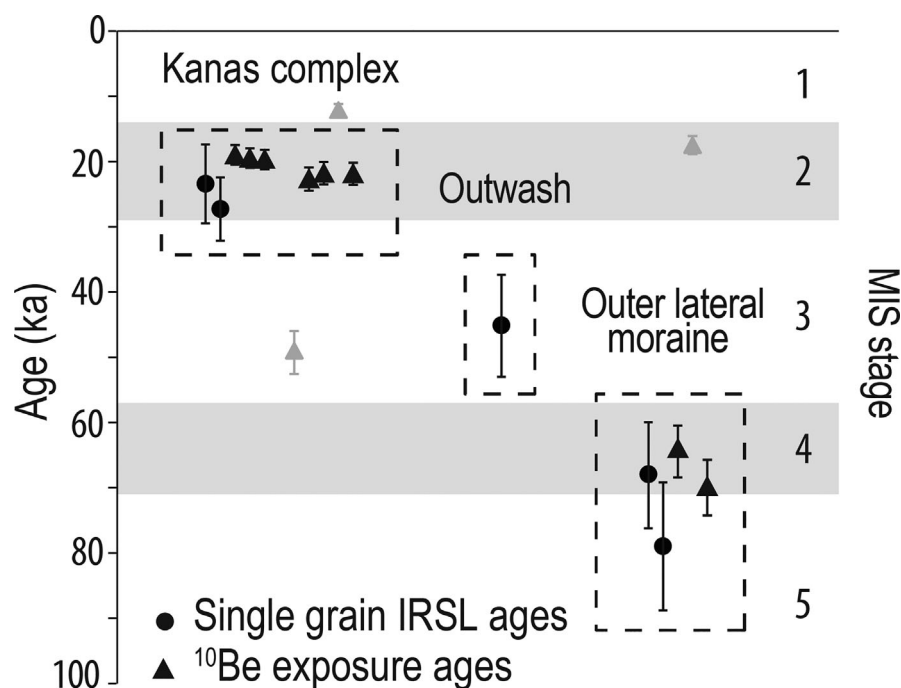 0
Kanas complex
1
20
2
Outwash
Age (ka)
40
Outer lateral
moraine
3
MIS stage
60
4
80
5
Single grain IRSL ages
¹⁰Be exposure ages
100